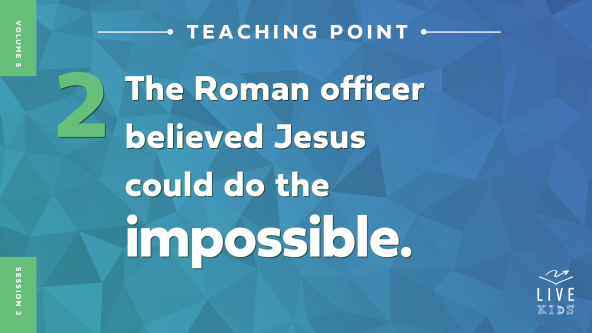 VOLUME 5
TEACHING POINT
2
The Roman officer
believed Jesus
could do the
impossible.
SESSION 2
LIVE
KIDS